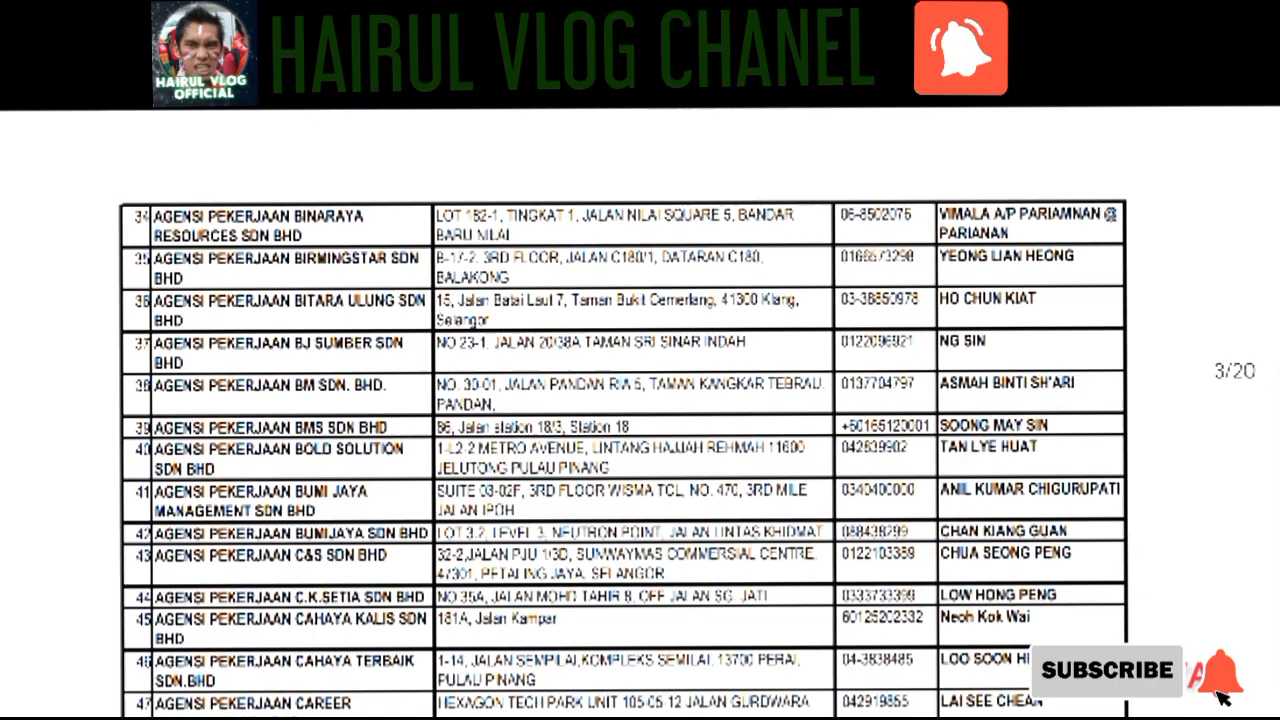 HAIRUL VLOG CHANEL
HAIRUL VLOG
OFFICIAL
34 AGENSI PEKERJAAN BINARAYA LOT 182-1, TINGKAT 1, JALAN NILAI SQUARE 5, BANDAR 06-8502076 VIMALA A/P PARIAMNAN @
RESOURCES SDN BHD BARU NILAI PARIANAN
35 AGENSI PEKERJAAN BIRMINGSTAR SDN B-17-2, 3RD FLOOR, JALAN C180/1, DATARAN C180, 0166573298 YEONG LIAN HEONG
BHD BALAKONG
36 AGENSI PEKERJAAN BITARA ULUNG SDN 15, Jalan Batai Laut 7, Taman Bukit Cemerlang, 41300 Klang, 03-38850978 HO CHUN KIAT
BHD Selangor
37 AGENSI PEKERJAAN BJ SUMBER SDN NO 23-1, JALAN 20/38A TAMAN SRI SINAR INDAH 0122096921 NG SIN
BHD
38 AGENSI PEKERJAAN BM SDN. BHD. NO. 30-01, JALAN PANDAN RIA 5, TAMAN KANGKAR TEBRAU, 0137704797 ASMAH BINTI SH'ARI
PANDAN,
39 AGENSI PEKERJAAN BMS SDN BHD 86, Jalan station 18/3, Station 18 +60165120001 SOONG MAY SIN
40 AGENSI PEKERJAAN BOLD SOLUTION 1-L2-2 METRO AVENUE, LINTANG HAJJAH REHMAH 11600 042839902 TAN LYE HUAT
SDN BHD JELUTONG PULAU PINANG
41 AGENSI PEKERJAAN BUMI JAYA SUITE 03-02F, 3RD FLOOR WISMA TCL, NO. 470, 3RD MILE 0340400000 ANIL KUMAR CHIGURUPATI
MANAGEMENT SDN BHD JALAN IPOH
42 AGENSI PEKERJAAN BUMIJAYA SDN BHD LOT 3.2, LEVEL 3, NEUTRON POINT, JALAN LINTAS KHIDMAT 088438299 CHAN KIANG GUAN
43 AGENSI PEKERJAAN C&S SDN BHD 32-2,JALAN PJU 1/3D, SUNWAYMAS COMMERSIAL CENTRE, 0122103389 CHUA SEONG PENG
47301, PETALING JAYA, SELANGOR
44 AGENSI PEKERJAAN C.K.SETIA SDN BHD NO 35A, JALAN MOHD TAHIR 8, OFF JALAN SG. JATI 0333733399 LOW HONG PENG
45 AGENSI PEKERJAAN CAHAYA KALIS SDN 181A, Jalan Kampar 60125202332 Neoh Kok Wai
BHD
46 AGENSI PEKERJAAN CAHAYA TERBAIK 1-14, JALAN SEMPILAI,KOMPLEKS SEMILAI, 13700 PERAI, 04-3838485 LOO SOON
SDN.BHD PULAU PINANG
47 AGENSI PEKERJAAN CAREER HEXAGON TECH PARK UNIT 105-05-12 JALAN GURDWARA 042919855 LAI SEE CHEAN
3/20
SUBSCRIBE